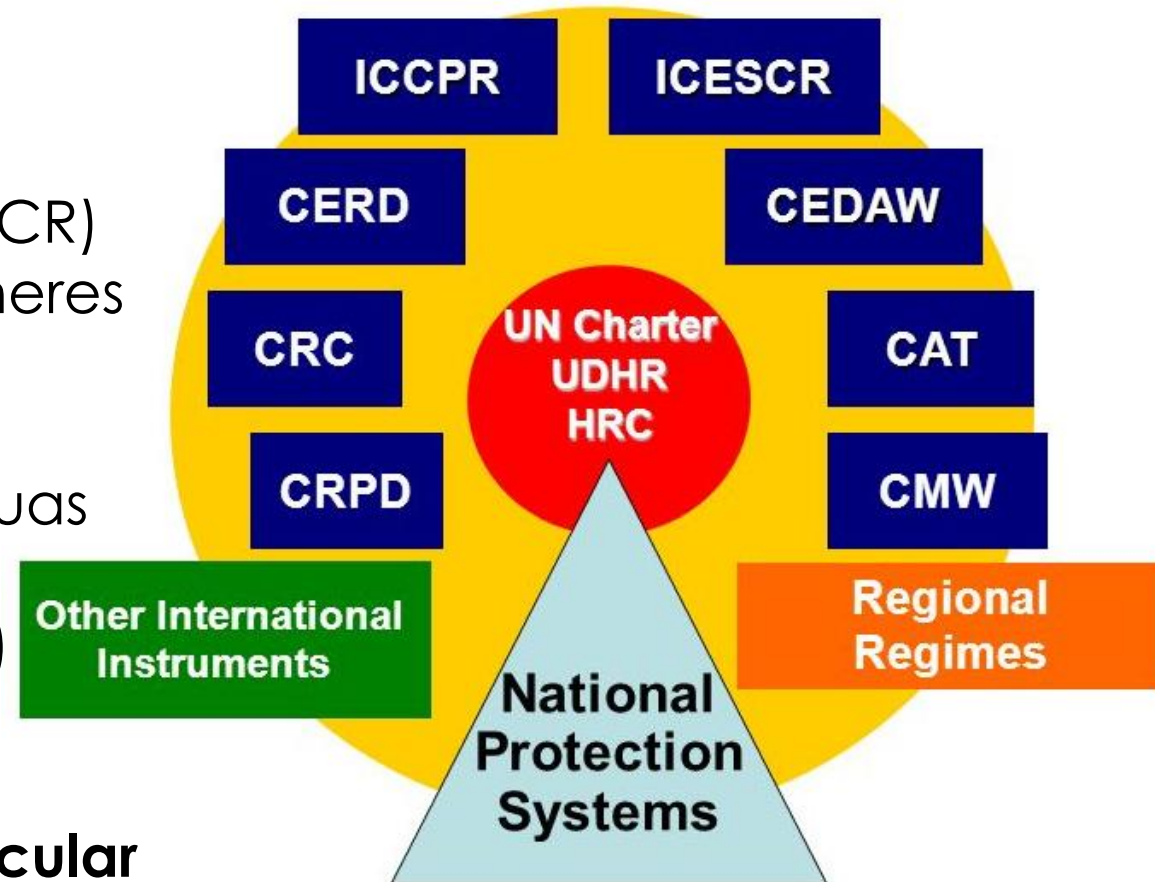 ICCPR
ICESCR
CERD
CEDAW
CR)
neres
CRC
UN Charter
UDHR
HRC
CAT
CRPD
CMW
uas
Other International
Instruments
)
Regional
Regimes
National
Protection
Systems
cular